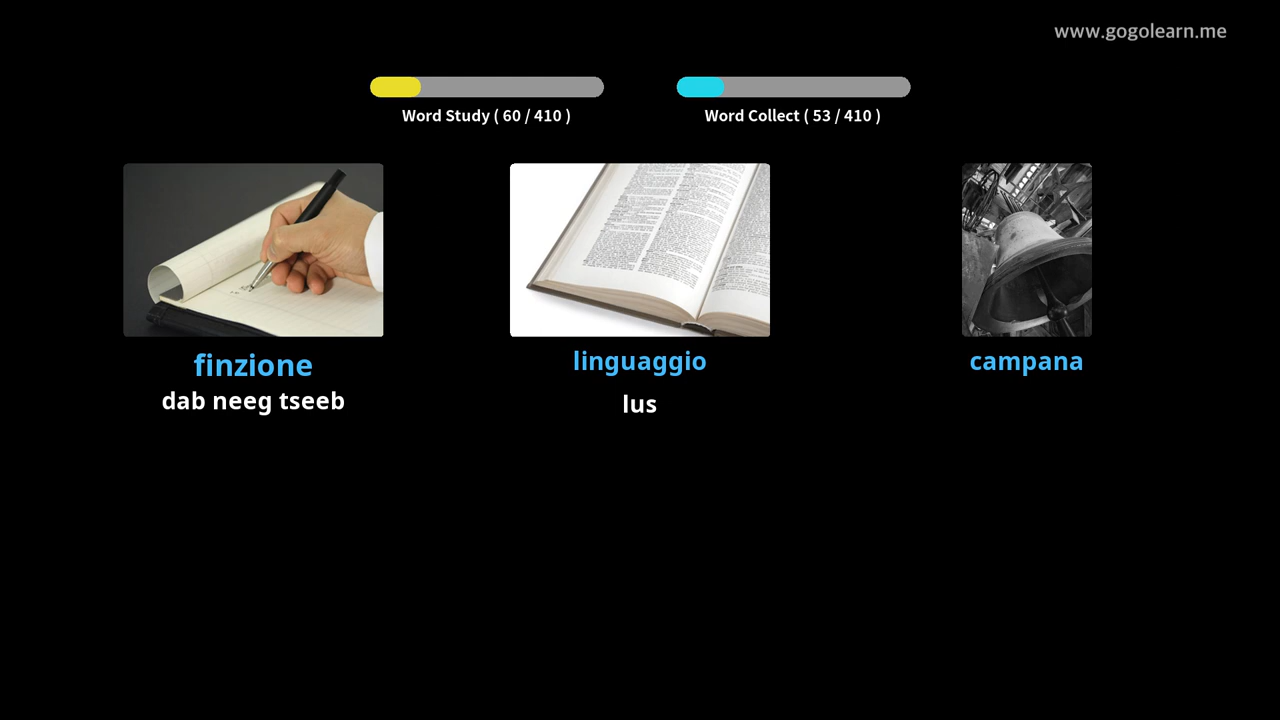 www.gogolearn.me
Word Study ( 60 / 410 )
Word Collect ( 53 / 410 )
finzione
dab neeg tseeb
linguaggio
lus
campana